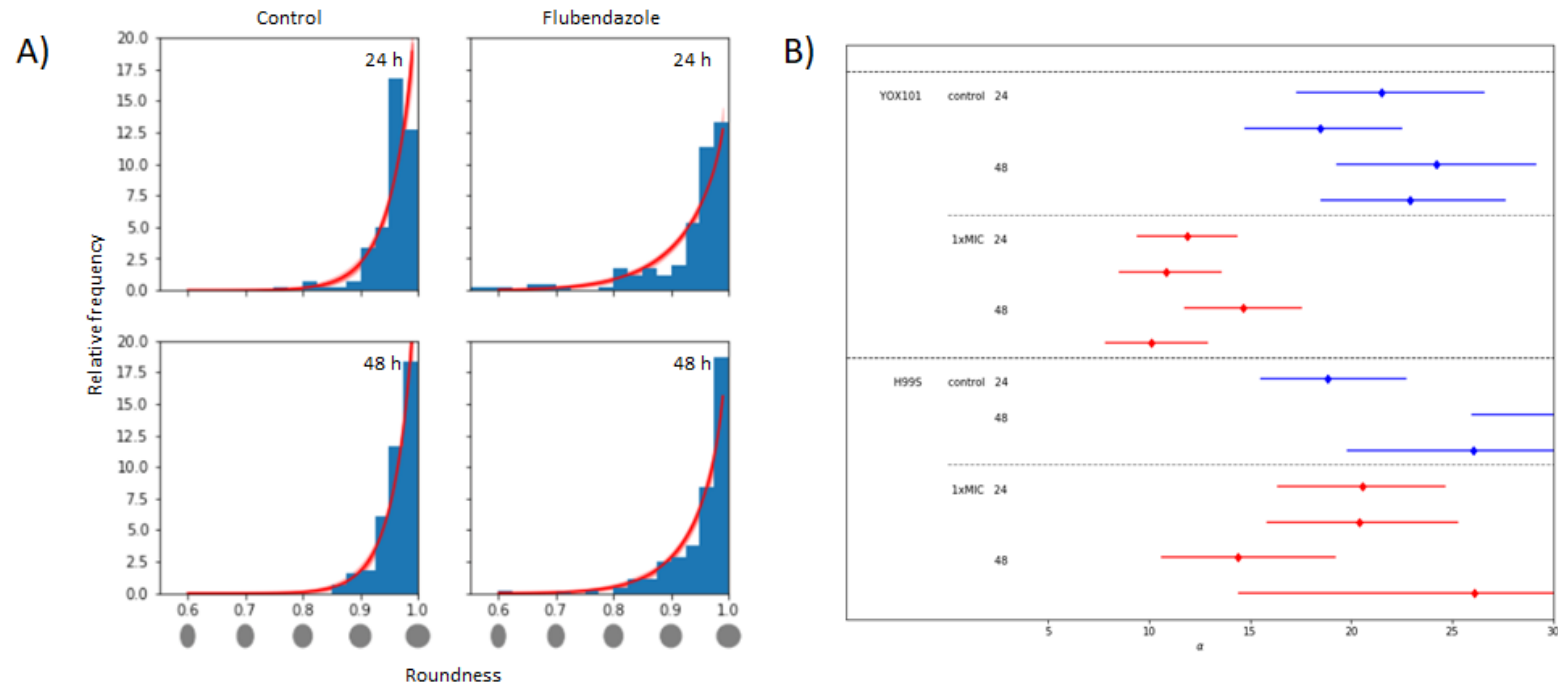 Control Flubendazole
A) B)
20.0 24 h 24 h
17.5
15.0
12.5
10.0
7.5
5.0
2.5
0.0
20.0 48 h 48 h
17.5
15.0
12.5
10.0
7.5
5.0
2.5
0.0
0.6 0.7 0.8 0.9 1.0 0.6 0.7 0.8 0.9 1.0
Relative frequency
Roundness
YOX101 control 24
48
1xMIC 24
48
H99S control 24
48
1xMIC 24
48
5 10 15 20 25 30
α